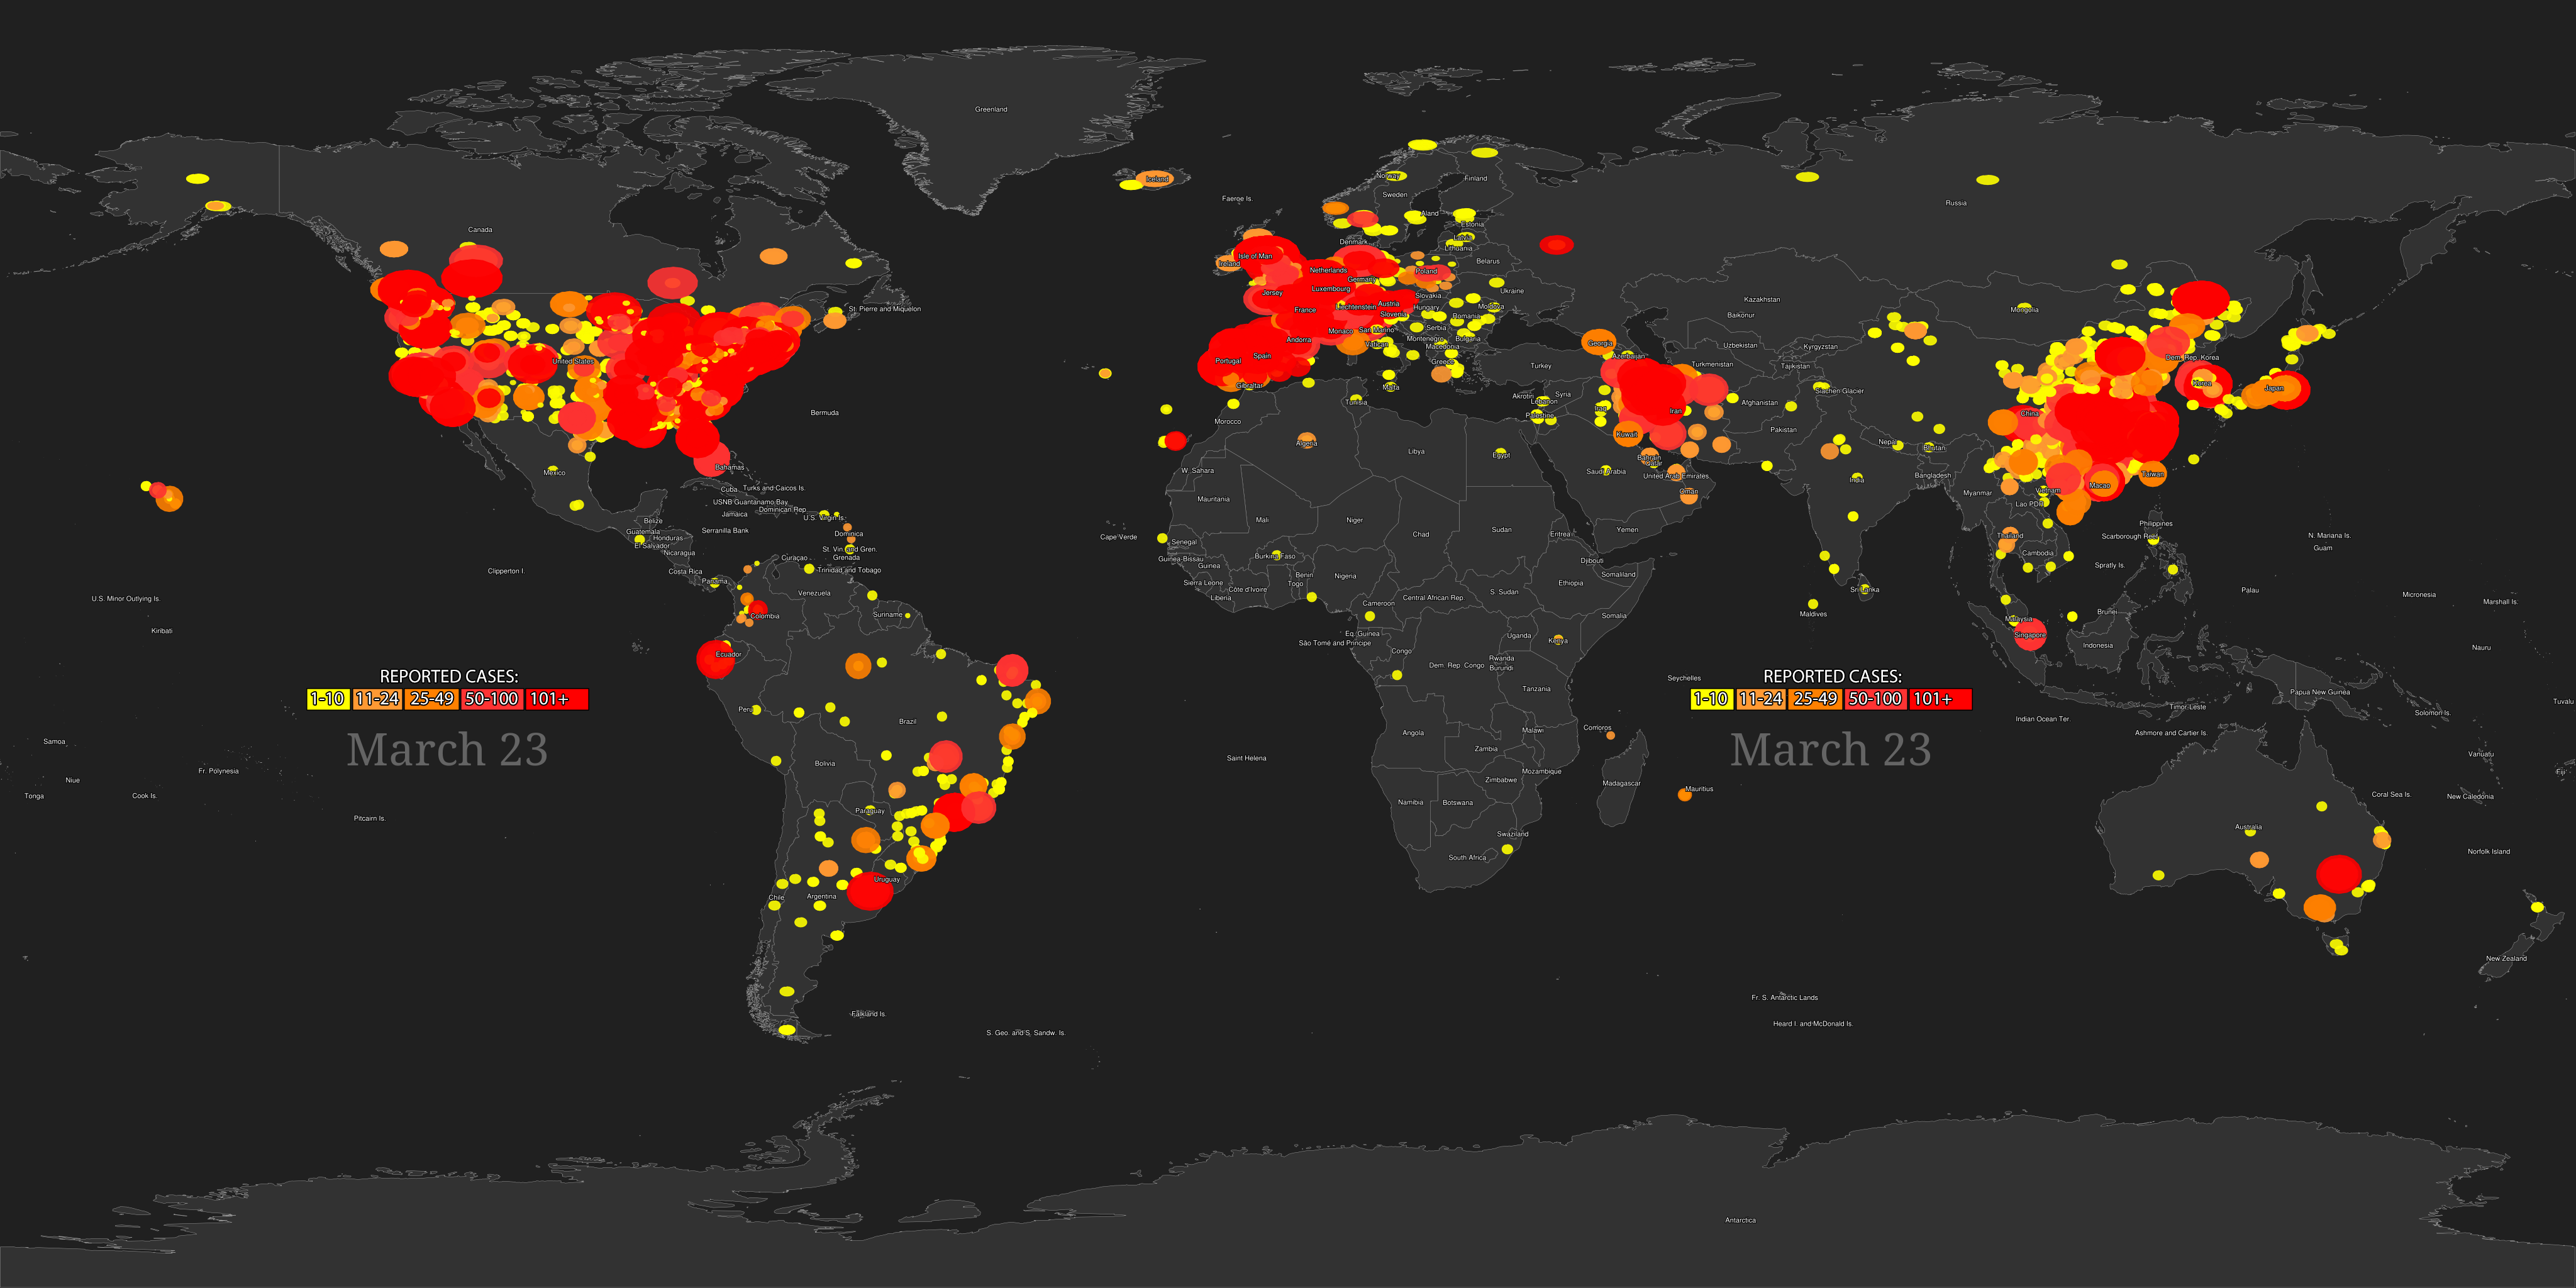 Greenland
Canada
United States
Mexico
Bermuda
Bahamas
St. Pierre and Miquelon
Cuba
Turks and Caicos Is.
USNB Guantanamo Bay
Dominican Rep.
Jamaica
U.S. Virgin Is.
Belize
Guatemala
Honduras
El Salvador
Nicaragua
Serranilla Bank
Dominica
St. Vin. and Gren.
Grenada
Curaçao
Trinidad and Tobago
Costa Rica
Panama
Clipperton I.
U.S. Minor Outlying Is.
Kiribati
Venezuela
Colombia
Suriname
Ecuador
Peru
Brazil
Bolivia
Paraguay
Uruguay
Chile
Argentina
Falkland Is.
S. Geo. and S. Sandw. Is.
Samoa
Niue
Tonga
Cook Is.
Fr. Polynesia
Pitcairn Is.
REPORTED CASES:
1-10 11-24 25-49 50-100 101+
March 23
Iceland
Faeroe Is.
Norway
Sweden
Finland
Aland
Estonia
Latvia
Lithuania
Denmark
Belarus
Isle of Man
Ireland
Netherlands
Germany
Poland
Luxembourg
Jersey
Slovakia
Ukraine
France
Liechtenstein
Austria
Hungary
Moldova
Slovenia
Romania
Monaco
San Marino
Serbia
Andorra
Vatican
Montenegro
Bulgaria
Macedonia
Portugal
Spain
Greece
Gibraltar
Malta
Turkey
Georgia
Azerbaijan
Russia
Kazakhstan
Baikonur
Uzbekistan
Kyrgyzstan
Turkmenistan
Tajikistan
Siachen Glacier
Mongolia
Dem. Rep. Korea
Korea
Japan
China
Afghanistan
Iran
Iraq
Syria
Akrotiri
Lebanon
Palestine
Kuwait
Bahrain
Qatar
Saudi Arabia
United Arab Emirates
Oman
Yemen
Pakistan
Nepal
Bhutan
India
Bangladesh
Myanmar
Lao PDR
Vietnam
Macao
Taiwan
Thailand
Cambodia
Philippines
Scarborough Reef
Spratly Is.
Sri Lanka
Maldives
Malaysia
Singapore
Brunei
Indonesia
N. Mariana Is.
Guam
Palau
Micronesia
Marshall Is.
Nauru
Papua New Guinea
Solomon Is.
Tuvalu
Timor-Leste
Indian Ocean Ter.
Ashmore and Cartier Is.
Vanuatu
Fiji
Coral Sea Is.
New Caledonia
Australia
Norfolk Island
New Zealand
Tunisia
Morocco
Algeria
Libya
Egypt
W. Sahara
Mauritania
Mali
Niger
Chad
Sudan
Eritrea
Cape Verde
Senegal
Guinea-Bissau
Guinea
Burkina Faso
Benin
Togo
Nigeria
Sierra Leone
Côte d'Ivoire
Liberia
Cameroon
Central African Rep.
S. Sudan
Ethiopia
Djibouti
Somaliland
Somalia
Eq. Guinea
São Tomé and Principe
Congo
Dem. Rep. Congo
Uganda
Kenya
Rwanda
Burundi
Tanzania
Seychelles
Comoros
Angola
Zambia
Malawi
Mozambique
Zimbabwe
Madagascar
Mauritius
Namibia
Botswana
Swaziland
South Africa
Saint Helena
REPORTED CASES:
1-10 11-24 25-49 50-100 101+
March 23
Fr. S. Antarctic Lands
Heard I. and McDonald Is.
Antarctica